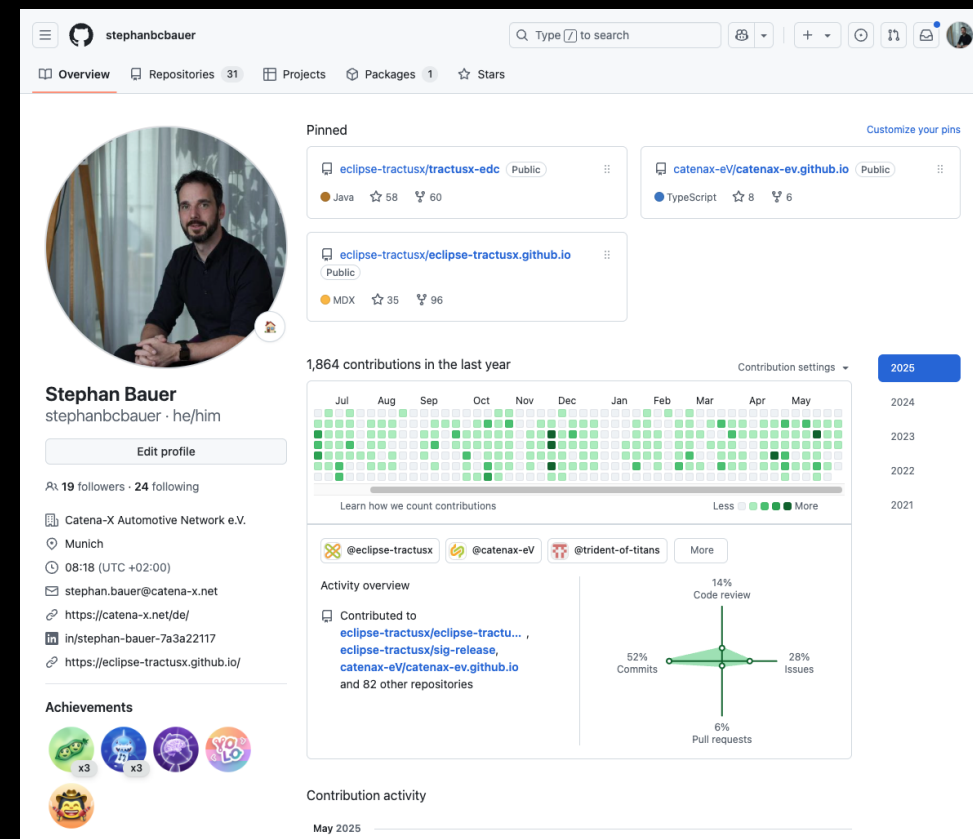 stephanbcbauer
Type / to search
Overview
Repositories 31
Projects
Packages 1
Stars
Stephan Bauer
stephanbcbauer · he/him
Edit profile
19 followers · 24 following
Catena-X Automotive Network e.V.
Munich
08:18 (UTC +02:00)
stephan.bauer@catena-x.net
https://catena-x.net/de/
in/stephan-bauer-7a3a22117
https://eclipse-tractusx.github.io/
Achievements
x3
x3
YOLO
Pinned
Customize your pins
eclipse-tractusx/tractusx-edc Public
Java 58 60
catenax-eV/catenax-ev.github.io Public
TypeScript 8 6
eclipse-tractusx/eclipse-tractusx.github.io
Public
MDX 35 96
1,864 contributions in the last year
Contribution settings
Jul Aug Sep Oct Nov Dec Jan Feb Mar Apr May
Learn how we count contributions
Less More
2025
2024
2023
2022
2021
@eclipse-tractusx
@catenax-eV
@trident-of-titans
More
Activity overview
Contributed to
eclipse-tractusx/eclipse-tractu... ,
eclipse-tractusx/sig-release,
catenax-eV/catenax-ev.github.io
and 82 other repositories
14%
Code review
52%
Commits
28%
Issues
6%
Pull requests
Contribution activity
May 2025